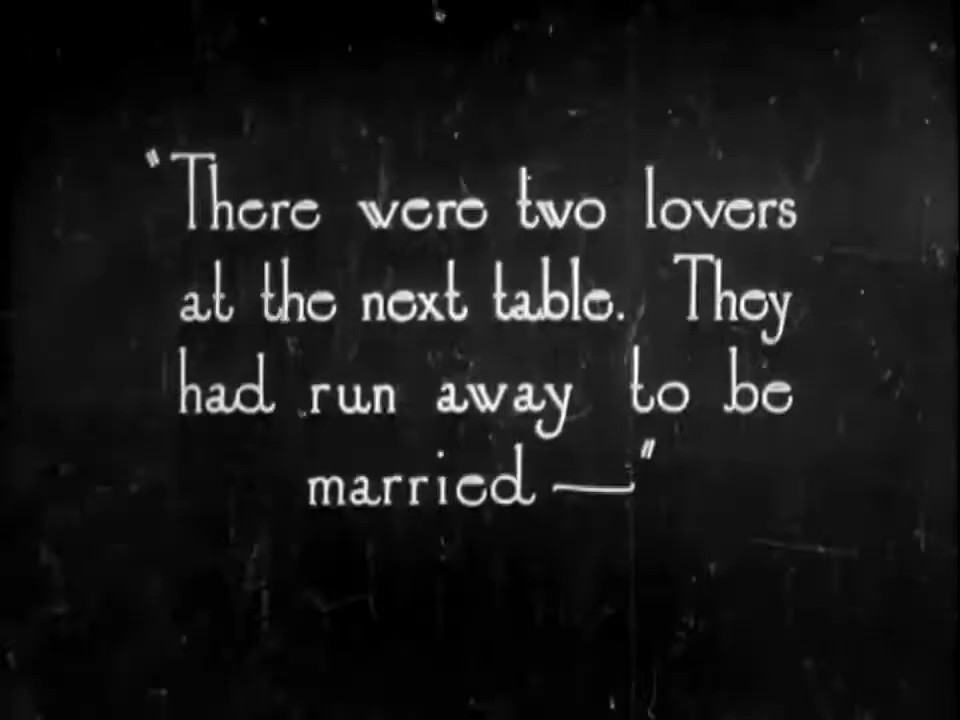 "There were two lovers
at the next table. They
had run away to be
married —"